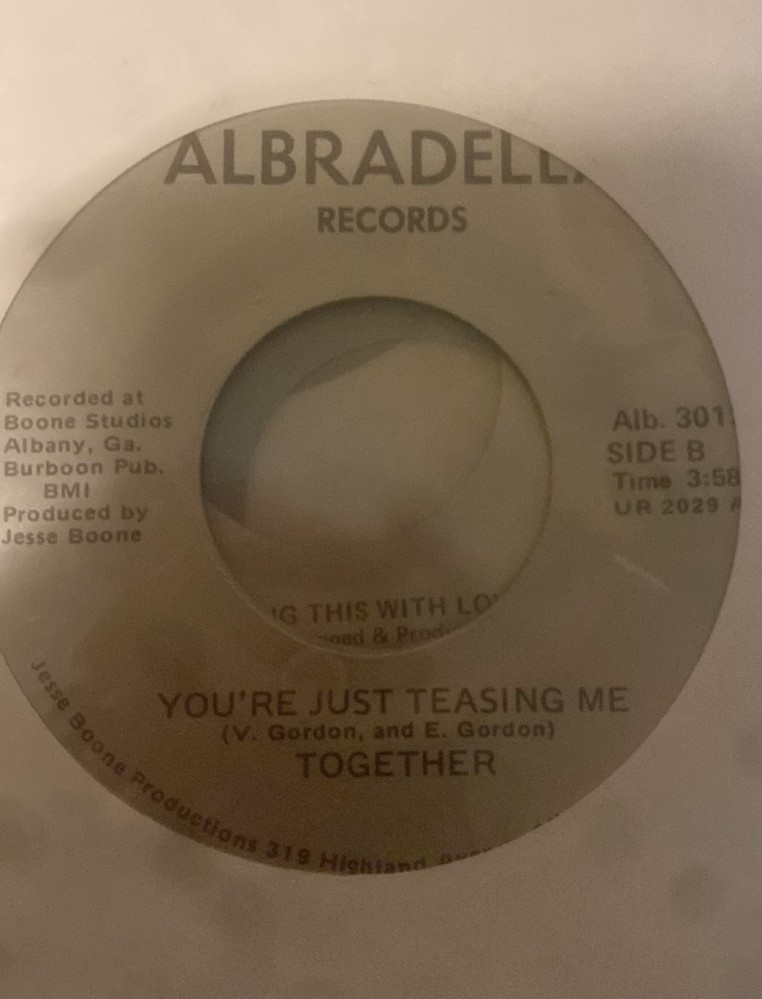 ALBRADELLA
RECORDS
Recorded at
Boone Studios
Albany, Ga.
Burboon Pub.
BMI
Produced by
Jesse Boone
Alb. 301
SIDE B
Time 3:58
UR 2029 A
G THIS WITH LO
& Prod
YOU'RE JUST TEASING ME
(V. Gordon, and E. Gordon)
TOGETHER
Jesse Boone Productions 319 Highland